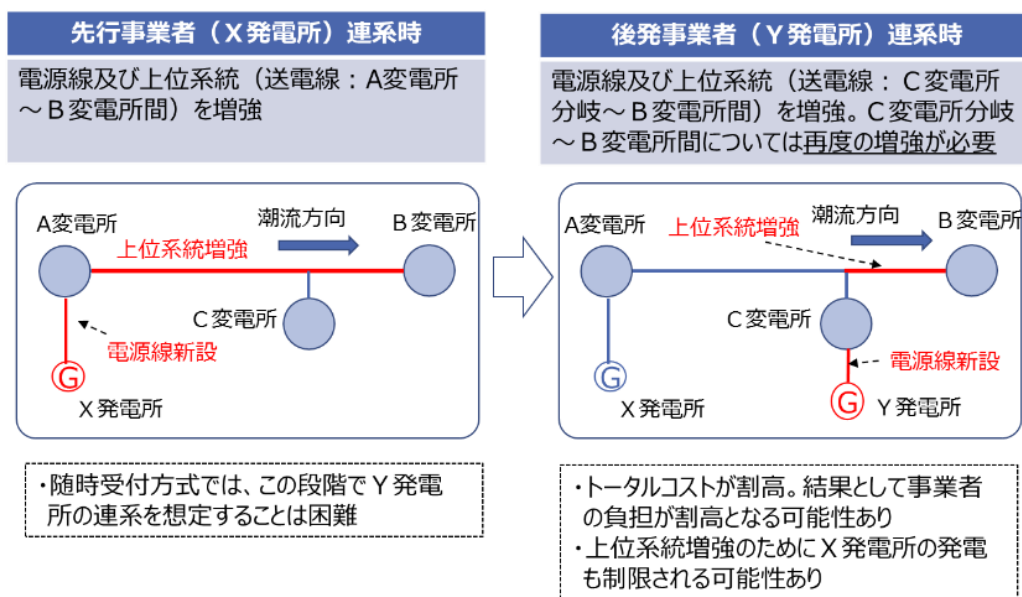 先行事業者（X発電所）連系時
電源線及び上位系統（送電線：A変電所
～B変電所間）を増強
A変電所
潮流方向
B変電所
上位系統増強
C変電所
電源線新設
G
X発電所
・随時受付方式では、この段階でY発電
所の連系を想定することは困難
後発事業者（Y発電所）連系時
電源線及び上位系統（送電線：C変電所
分岐～B変電所間）を増強。C変電所分岐
～B変電所間については再度の増強が必要
A変電所
上位系統増強
潮流方向
B変電所
C変電所
電源線新設
G
X発電所
G
Y発電所
・トータルコストが割高。結果として事業者
の負担が割高となる可能性あり
・上位系統増強のためにX発電所の発電
も制限される可能性あり